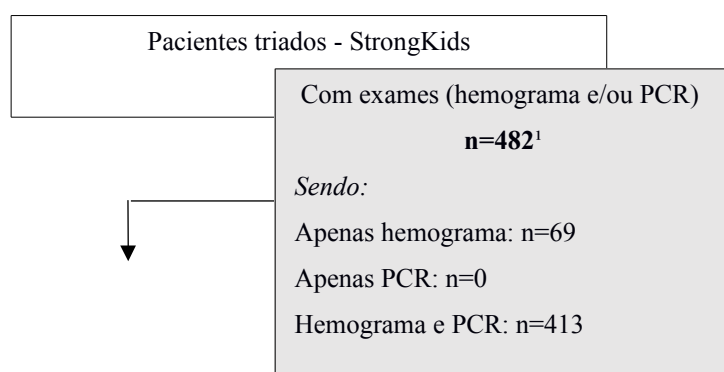 Pacientes triados - StrongKids
Com exames (hemograma e/ou PCR)
n=482¹
Sendo:
Apenas hemograma: n=69
Apenas PCR: n=0
Hemograma e PCR: n=413